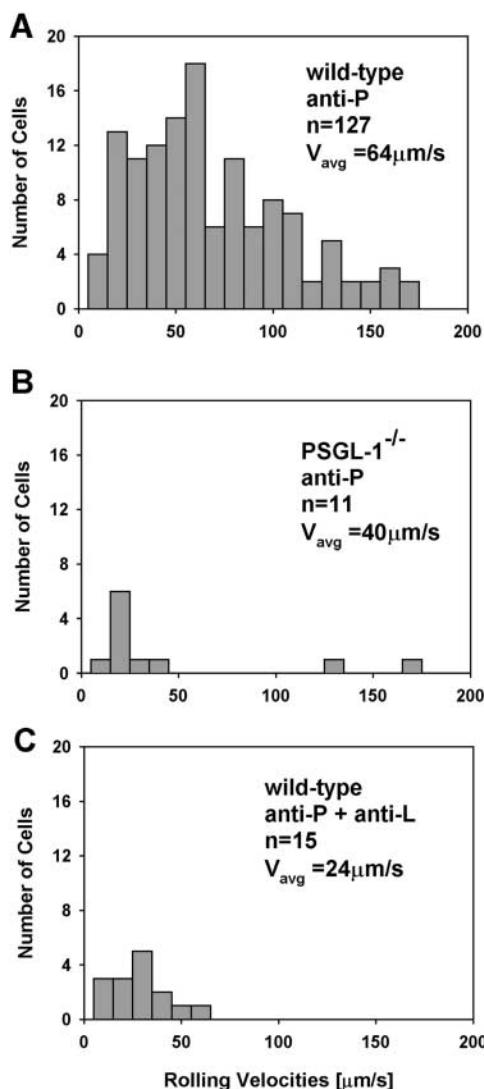 A
20
16
12
8
4
0
Number of Cells
wild-type
anti-P
n=127
Vavg =64μm/s
0 50 100 150 200
B
20
16
12
8
4
0
Number of Cells
PSGL-1-/-
anti-P
n=11
Vavg =40μm/s
0 50 100 150 200
C
20
16
12
8
4
0
Number of Cells
wild-type
anti-P + anti-L
n=15
Vavg =24μm/s
0 50 100 150 200
Rolling Velocities [μm/s]